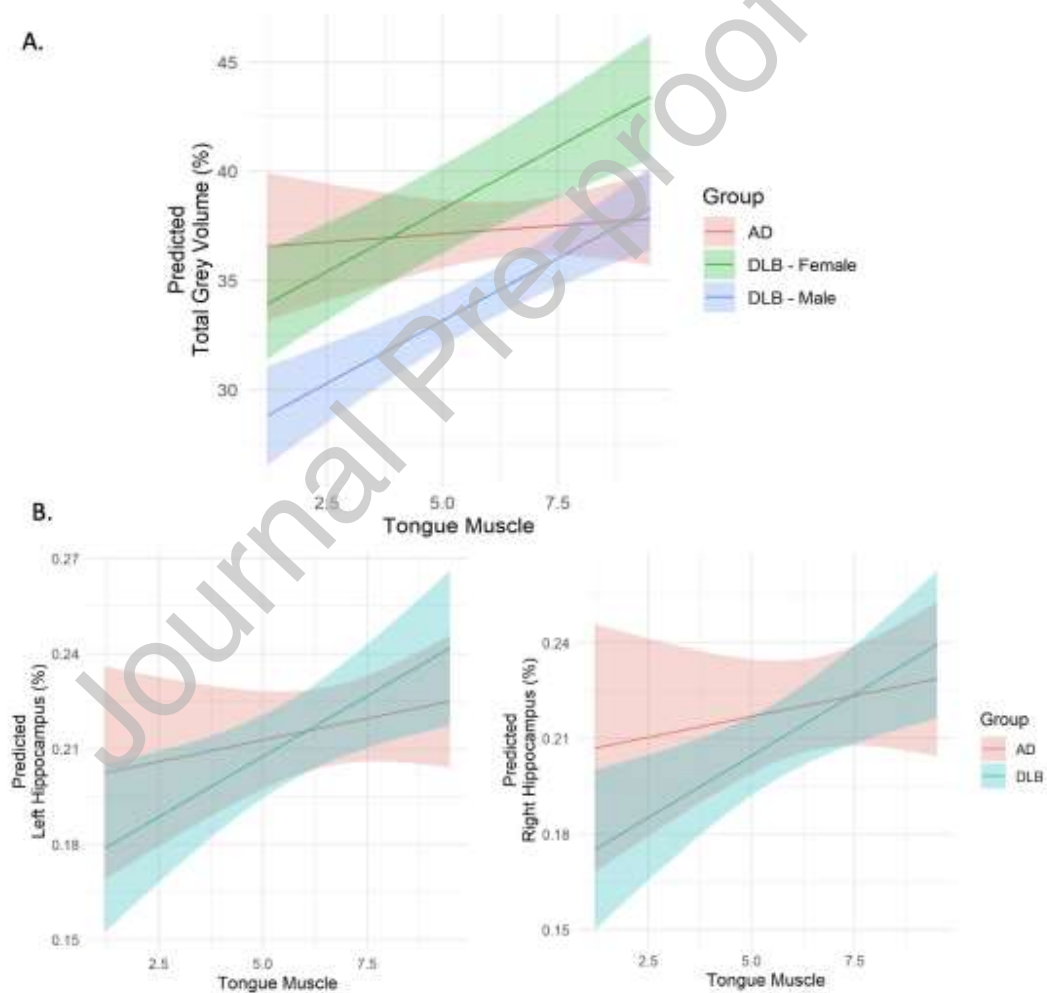 A.
45
40
35
30
Predicted
Total Grey Volume (%)
2.5 5.0 7.5
Tongue Muscle
Group
AD
DLB - Female
DLB - Male
Journal Pre-proof
B.
0.27
0.24
0.21
0.18
0.15
Predicted
Left Hippocampus (%)
2.5 5.0 7.5
Tongue Muscle
0.24
0.21
0.18
0.15
Predicted
Right Hippocampus (%)
2.5 5.0 7.5
Tongue Muscle
Group
AD
DLB